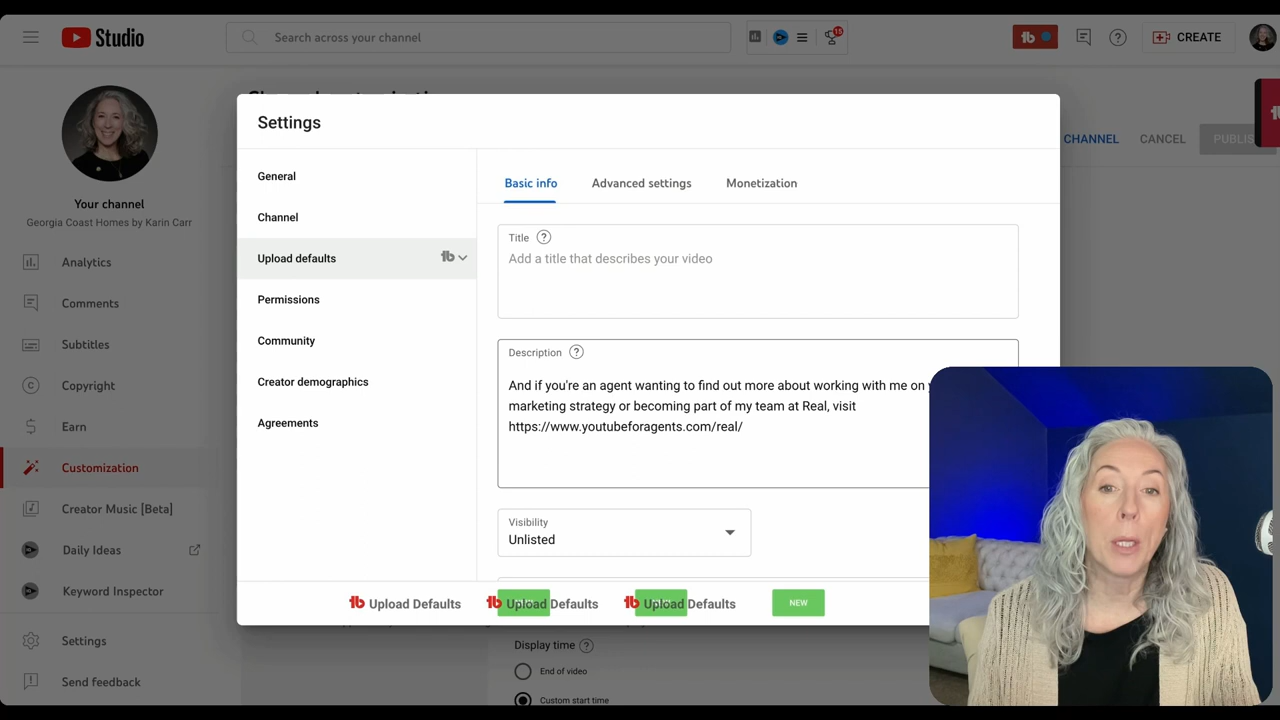 Studio
Search across your channel
15
CREATE
Your channel
Georgia Coast Homes by Karin Carr
Analytics
Comments
Subtitles
Copyright
Earn
Customization
Creator Music [Beta]
Daily Ideas
Keyword Inspector
Settings
Send feedback
CHANNEL
CANCEL
PUBLIS
Settings
General
Channel
Upload defaults
Permissions
Community
Creator demographics
Agreements
Basic info
Advanced settings
Monetization
Title
Add a title that describes your video
Description
And if you're an agent wanting to find out more about working with me on
marketing strategy or becoming part of my team at Real, visit
https://www.youtubeforagents.com/real/
Visibility
Unlisted
tb Upload Defaults
tb Upload Defaults
tb Upload Defaults
NEW
Display time
End of video
Custom start time